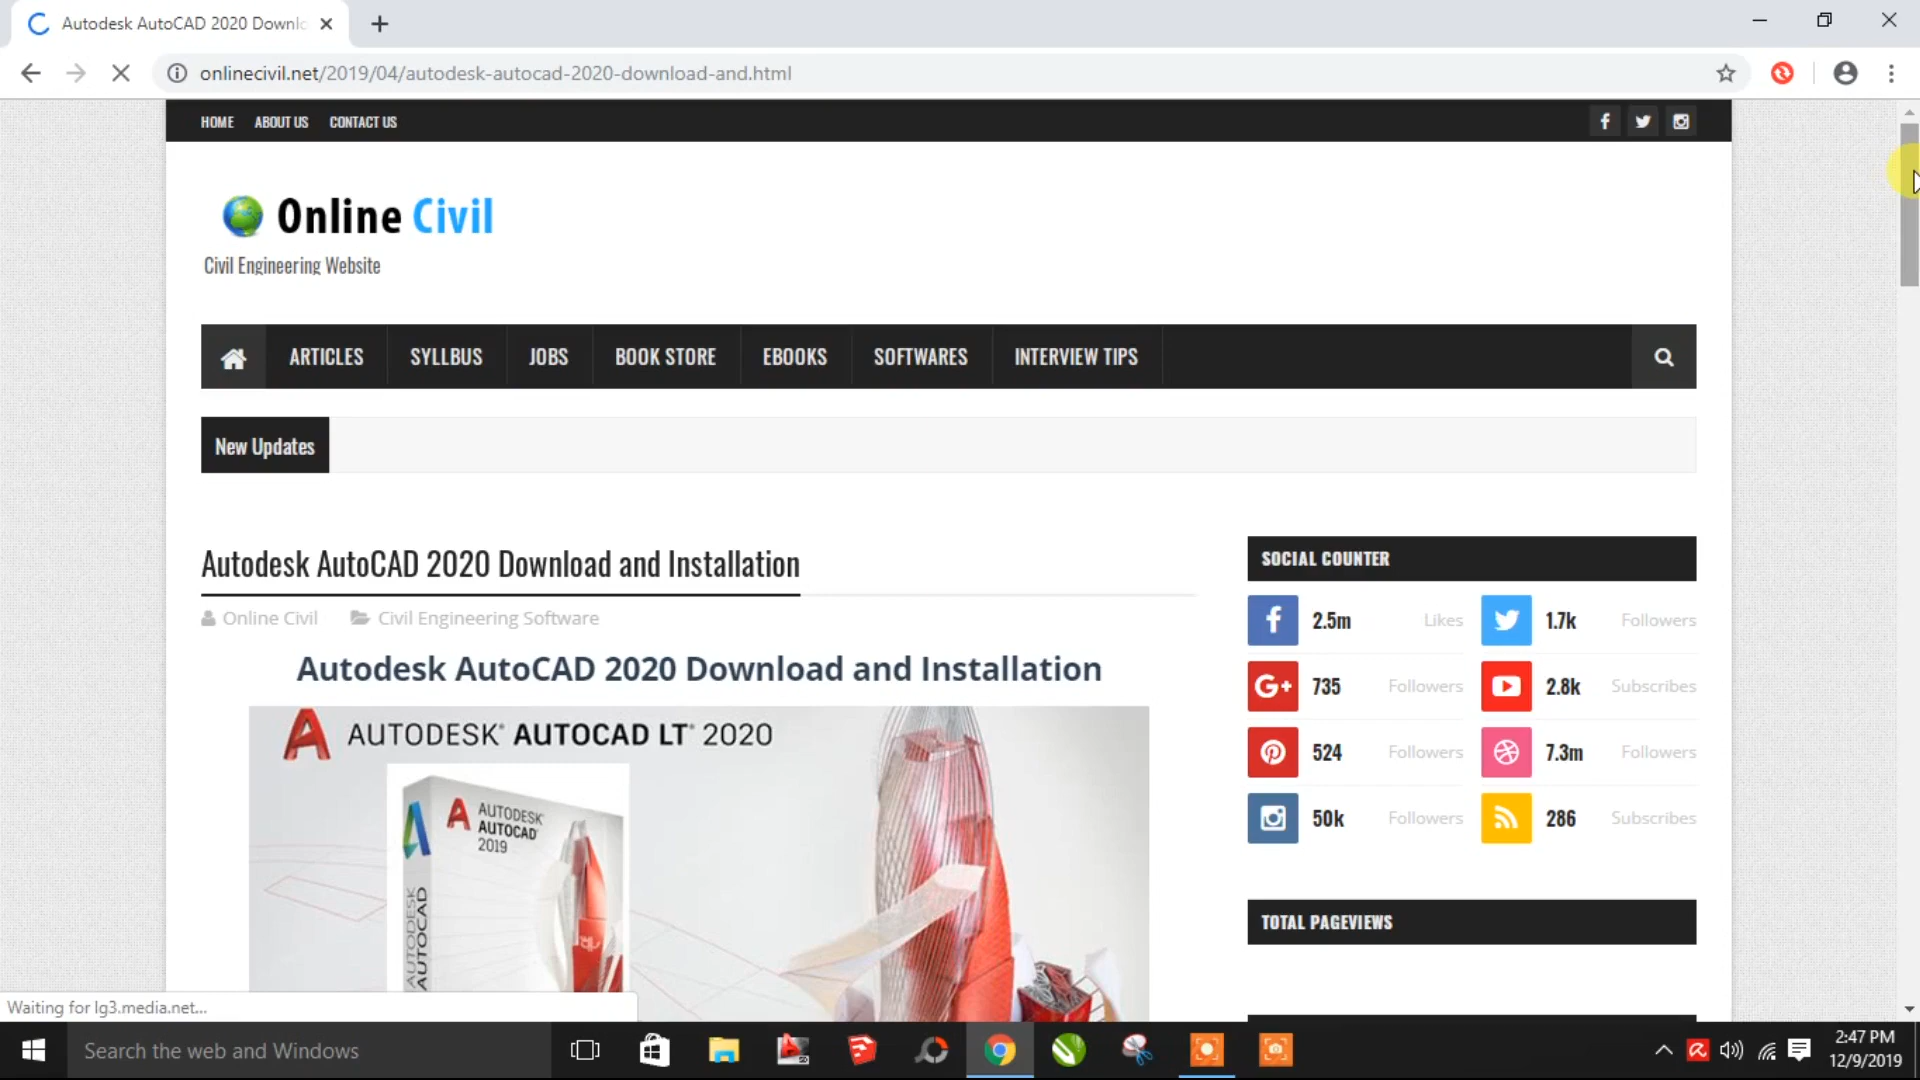 Autodesk AutoCAD 2020 Downlo
onlinecivil.net/2019/04/autodesk-autocad-2020-download-and.html
HOME ABOUT US CONTACT US
Online Civil
Civil Engineering Website
ARTICLES SYLLBUS JOBS BOOK STORE EBOOKS SOFTWARES INTERVIEW TIPS
New Updates
Autodesk AutoCAD 2020 Download and Installation
Online Civil Civil Engineering Software
Autodesk AutoCAD 2020 Download and Installation
AUTODESK® AUTOCAD LT® 2020
AUTODESK®
AUTOCAD®
2019
AUTODESK®
AUTOCAD®
SOCIAL COUNTER
2.5m Likes 1.7k Followers
G+ 735 Followers 2.8k Subscribes
524 Followers 7.3m Followers
50k Followers 286 Subscribes
TOTAL PAGEVIEWS
Waiting for lg3.media.net...
Search the web and Windows
2:47 PM
12/9/2019